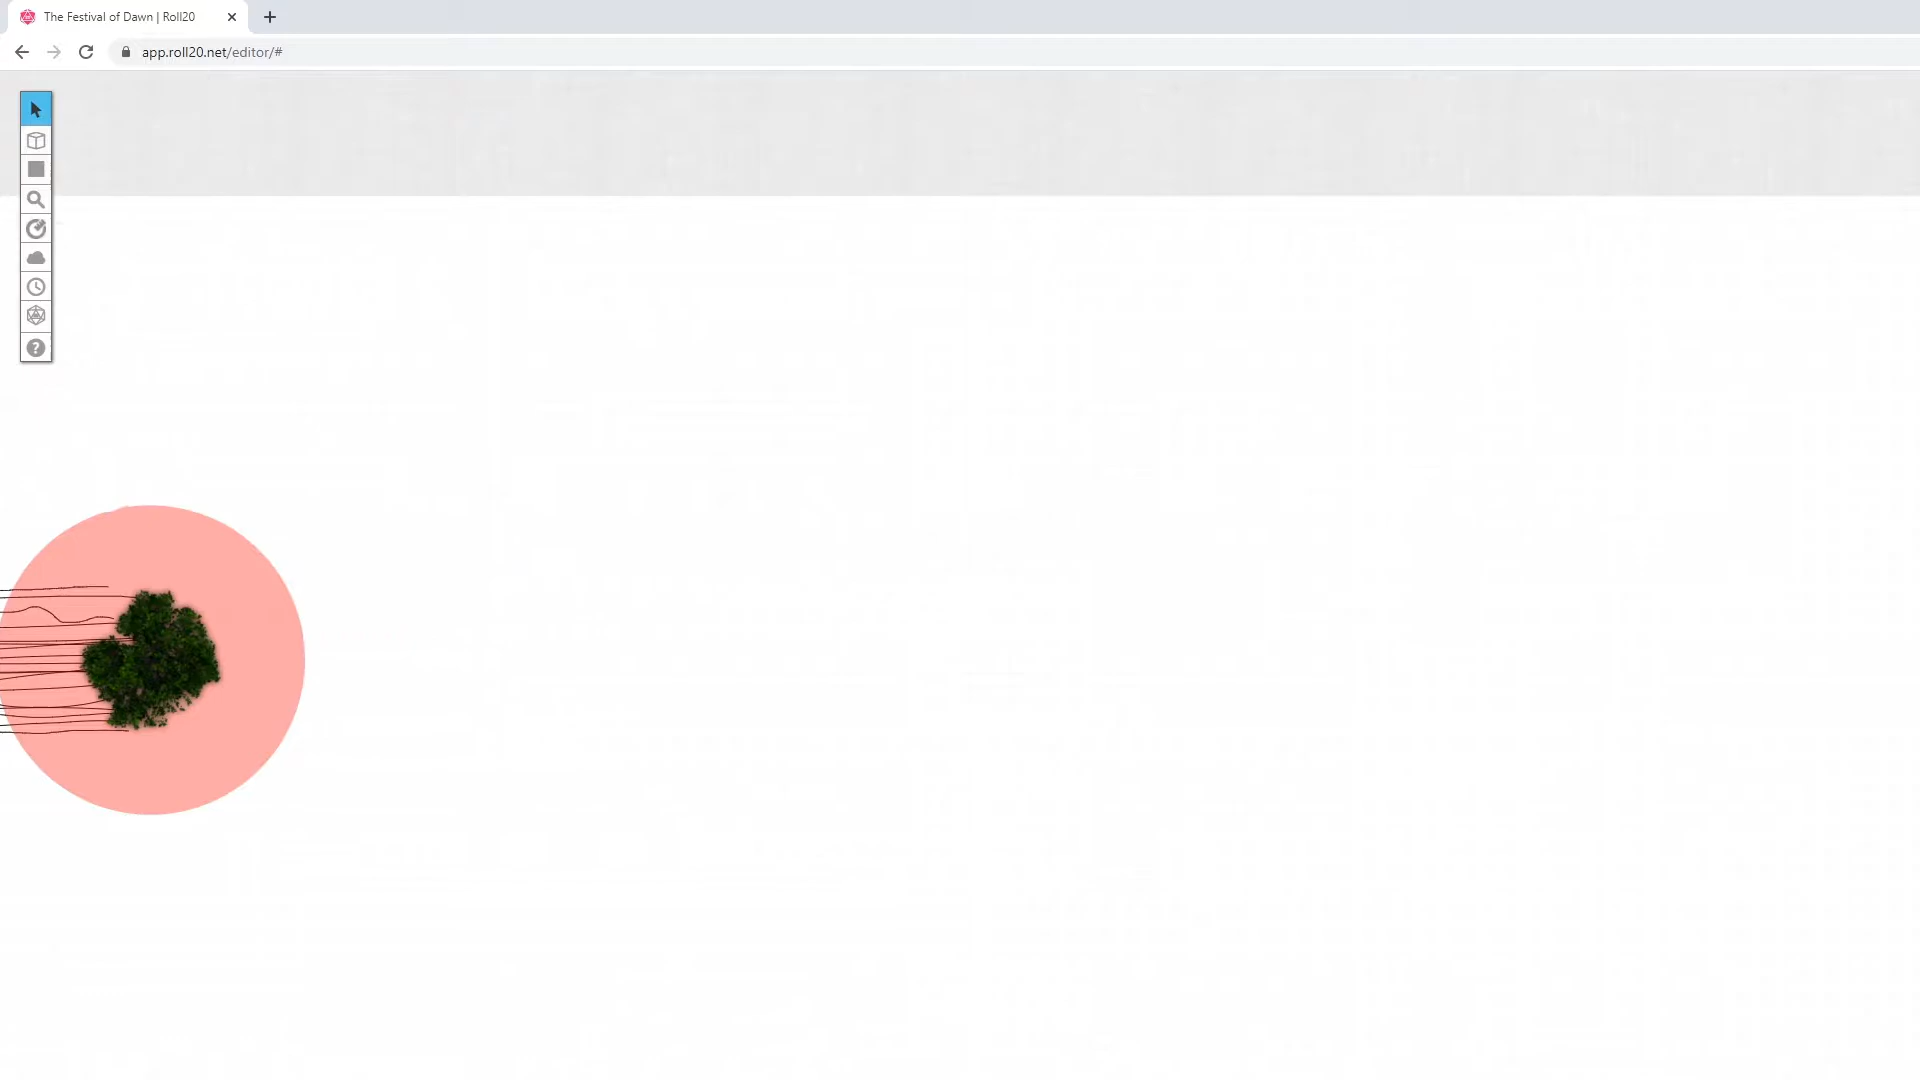 The Festival of Dawn | Roll20
app.roll20.net/editor/#
?